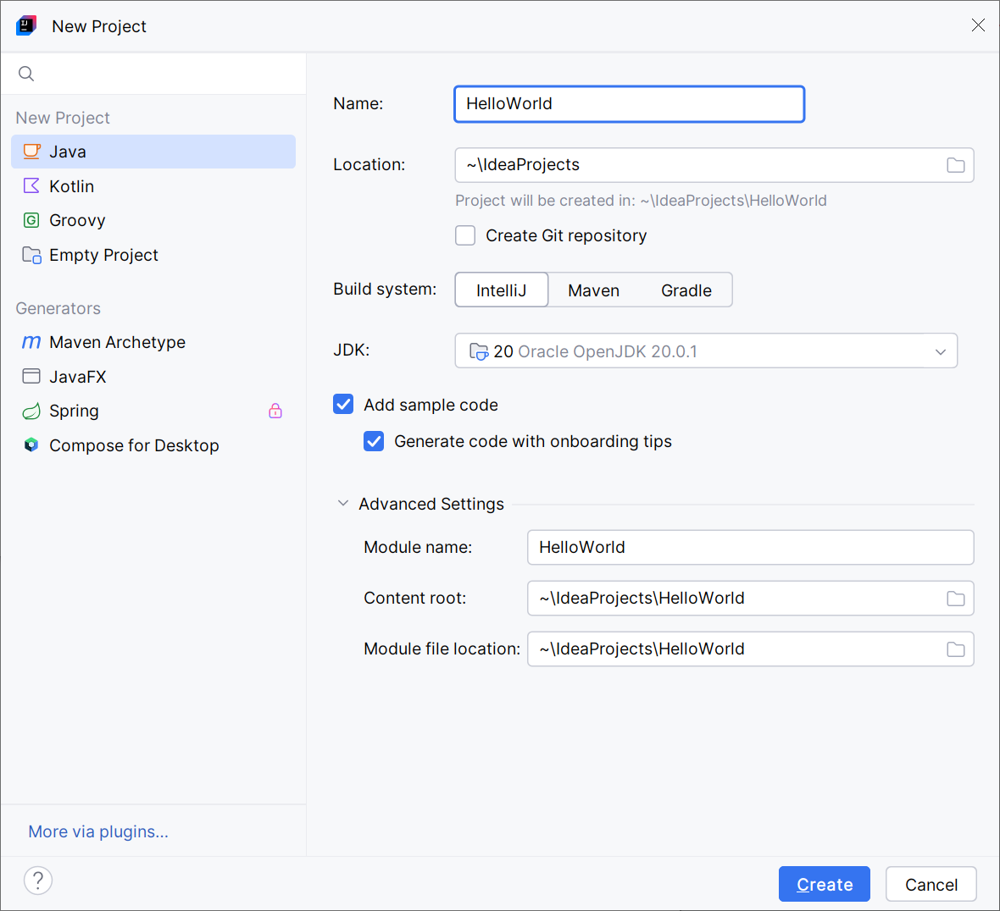 New Project
New Project
Java
Kotlin
Groovy
Empty Project
Generators
Maven Archetype
JavaFX
Spring
Compose for Desktop
More via plugins...
Name: HelloWorld
Location: ~\IdeaProjects
Project will be created in: ~\IdeaProjects\HelloWorld
Create Git repository
Build system: IntelliJ Maven Gradle
JDK: 20 Oracle OpenJDK 20.0.1
Add sample code
Generate code with onboarding tips
Advanced Settings
Module name: HelloWorld
Content root: ~\IdeaProjects\HelloWorld
Module file location: ~\IdeaProjects\HelloWorld
? Create Cancel